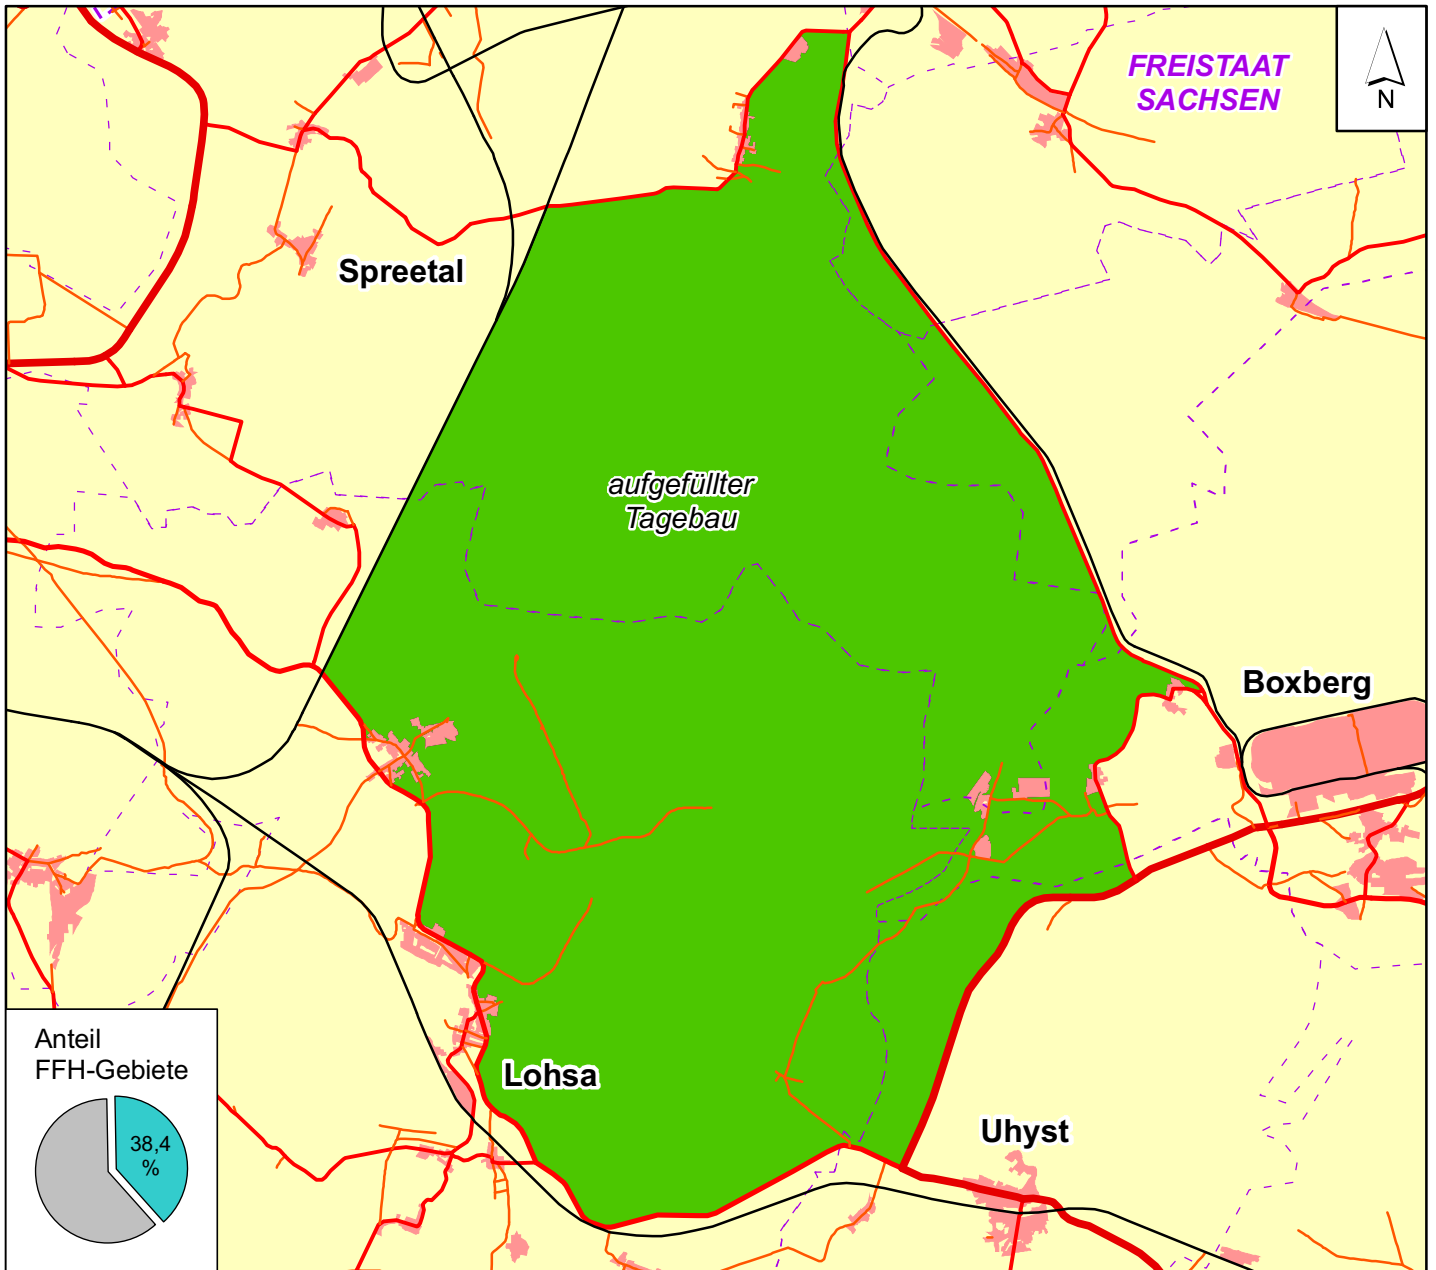 FREISTAAT
SACHSEN
N
Spreetal
aufgefüllter
Tagebau
Boxberg
Anteil
FFH-Gebiete
38,4
%
Lohsa
Uhyst